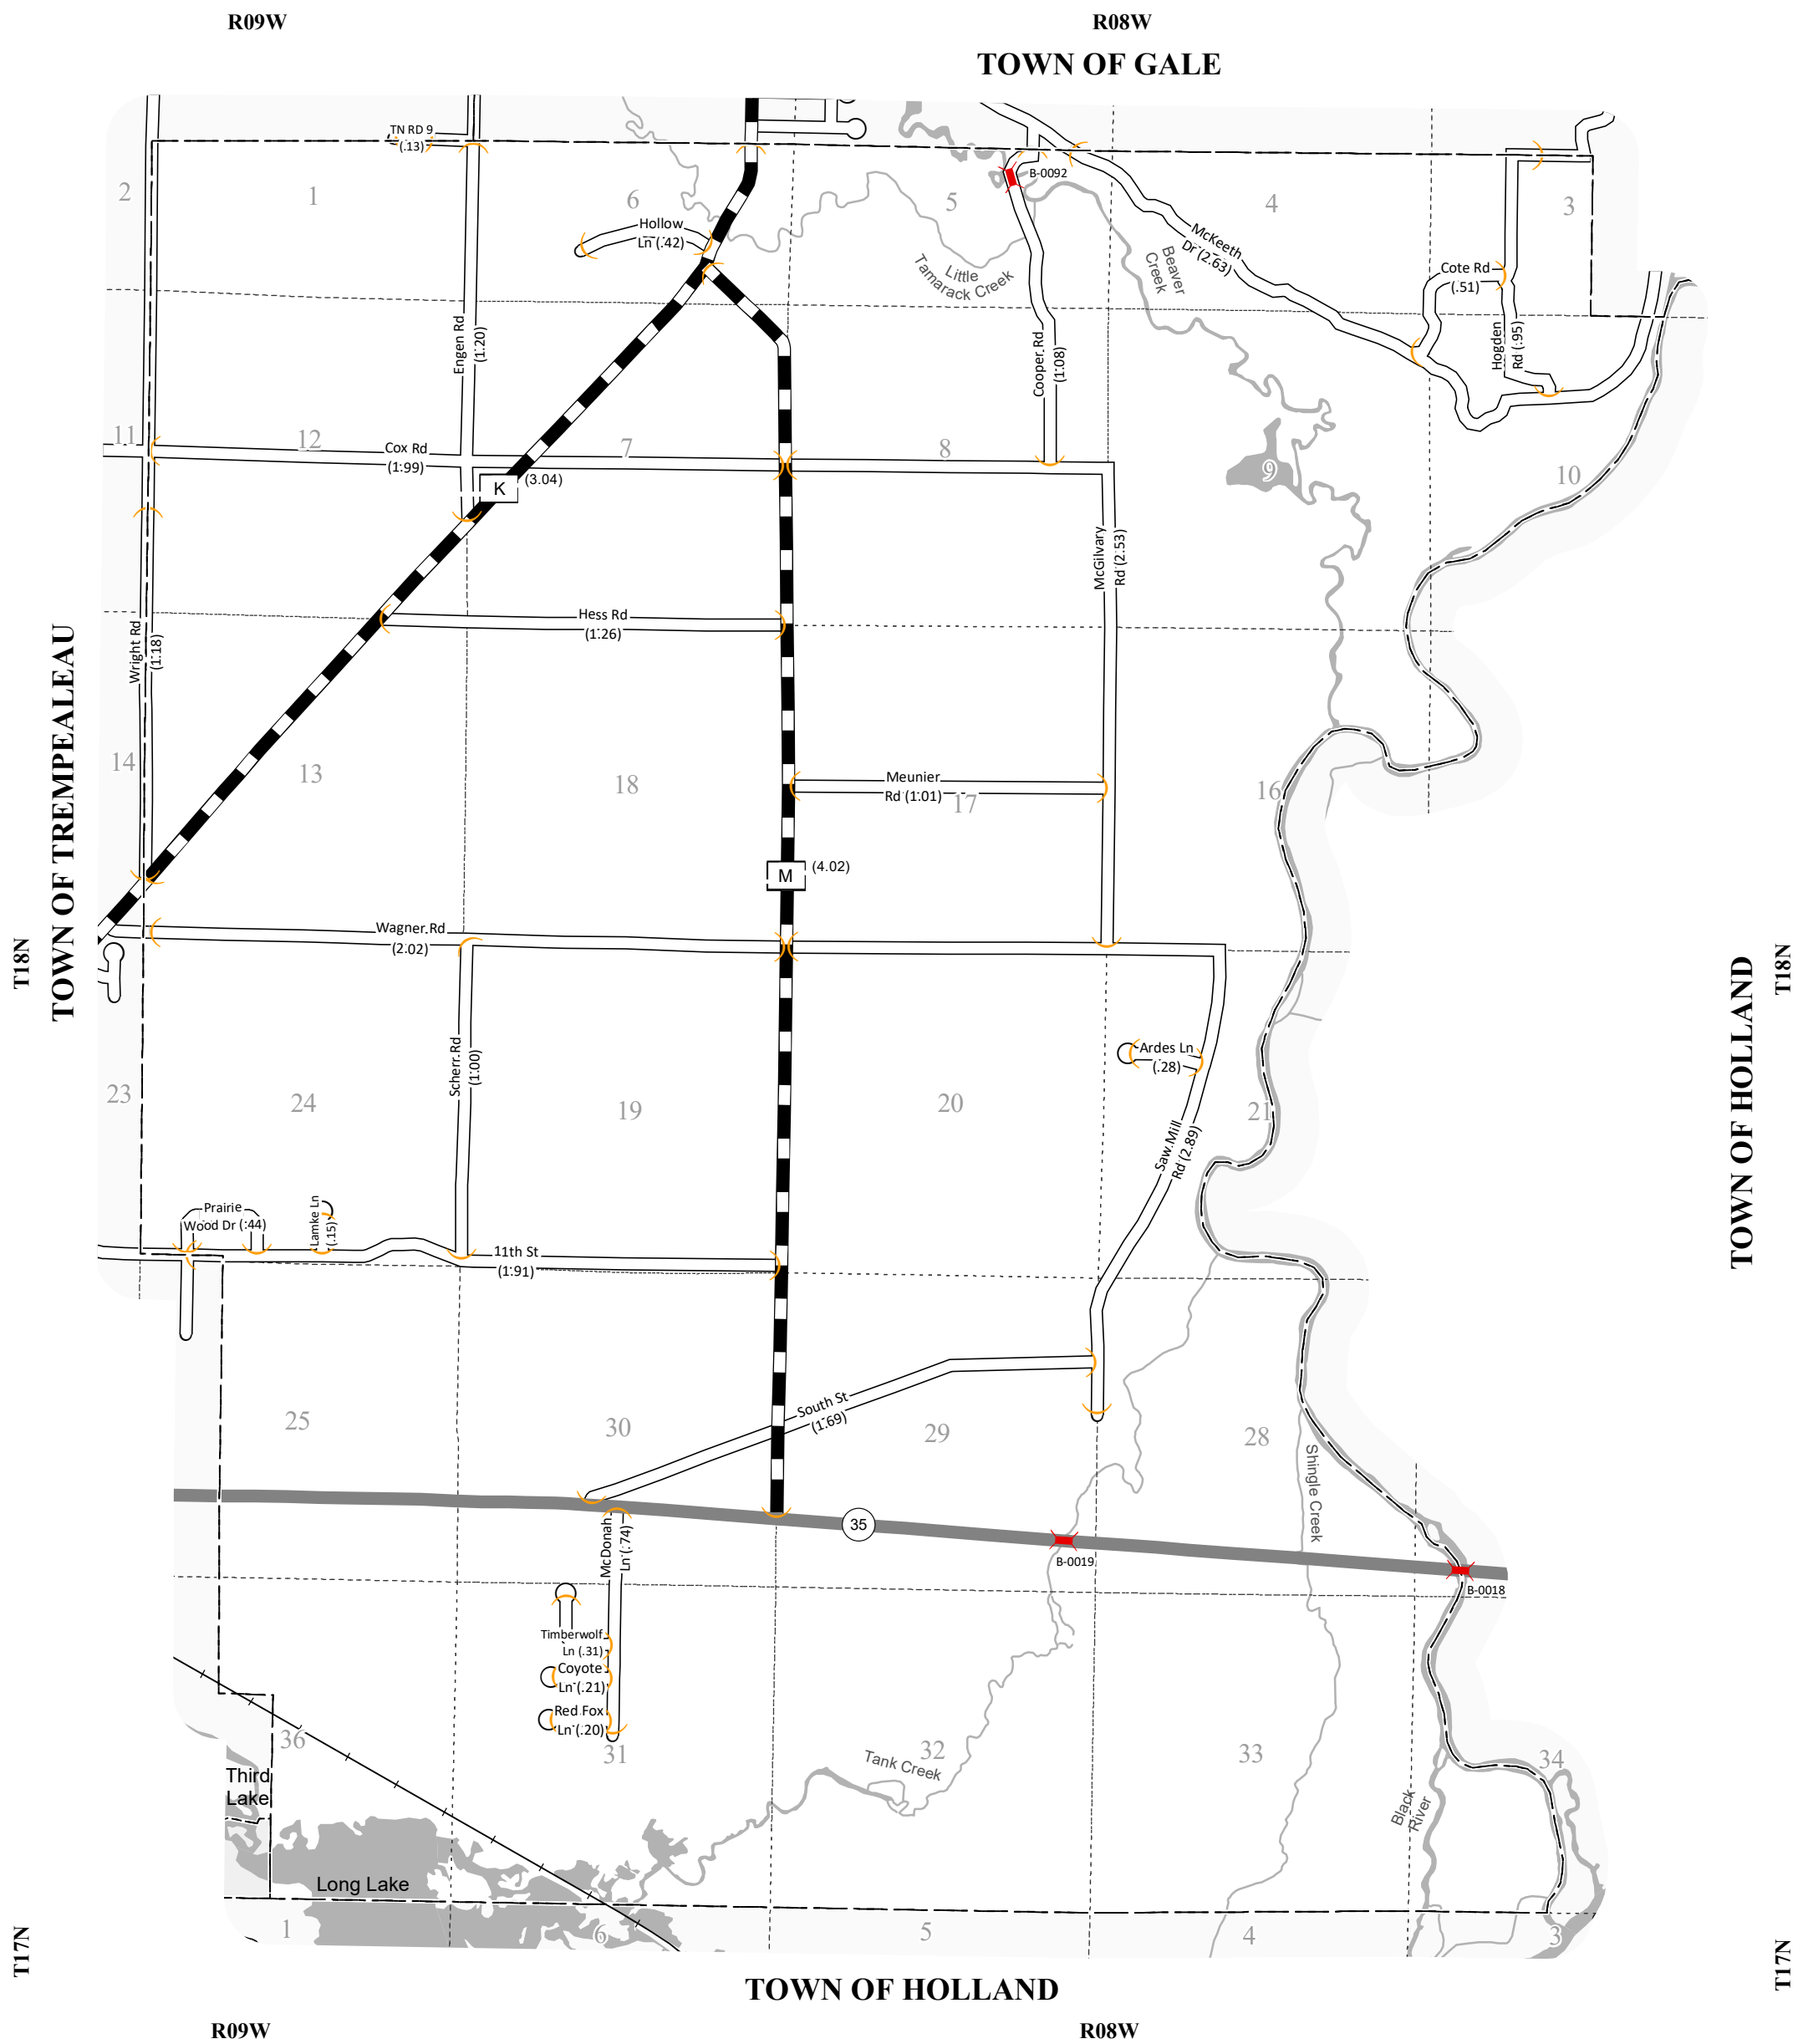 R09W
R08W
TOWN OF GALE
TN RD 9
(.13)
B-0092
2
1
6
5
4
3
Hollow
Ln (.42)
McKeeth
Dr (2.63)
Beaver
Creek
Little
Tamarack Creek
Cote Rd
(.51)
Hogden
Rd (.95)
Engen Rd
(1.20)
Cooper Rd
(1.08)
11
12
7
8
9
10
Cox Rd
(1.99)
K
(3.04)
McGilvary
Rd (2.53)
Hess Rd
(1.26)
Wright Rd
(1.18)
TOWN OF TREMPEALEAU
14
13
18
17
16
Meunier
Rd (1.01)
M
(4.02)
Wagner Rd
(2.02)
T18N
T18N
TOWN OF HOLLAND
Scherr Rd
(1.00)
Ardes Ln
(.28)
23
24
19
20
21
Saw Mill
Rd (2.89)
Prairie
Wood Dr (.44)
Lamke Ln
(.15)
11th St
(1.91)
25
30
29
28
South St
(1.69)
Shingle Creek
35
McDonah
Ln (.74)
B-0019
B-0018
Timberwolf
Ln (.31)
Coyote
Ln (.21)
Red Fox
Ln (.20)
36
31
32
33
34
Tank Creek
Third
Lake
Black
River
Long Lake
1
6
5
4
3
T17N
T17N
TOWN OF HOLLAND
R09W
R08W